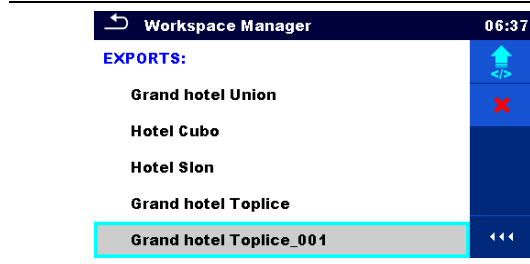 Workspace Manager 06:37
EXPORTS:
</>
Grand hotel Union
Hotel Cubo
Hotel Slon
Grand hotel Toplice
Grand hotel Toplice_001